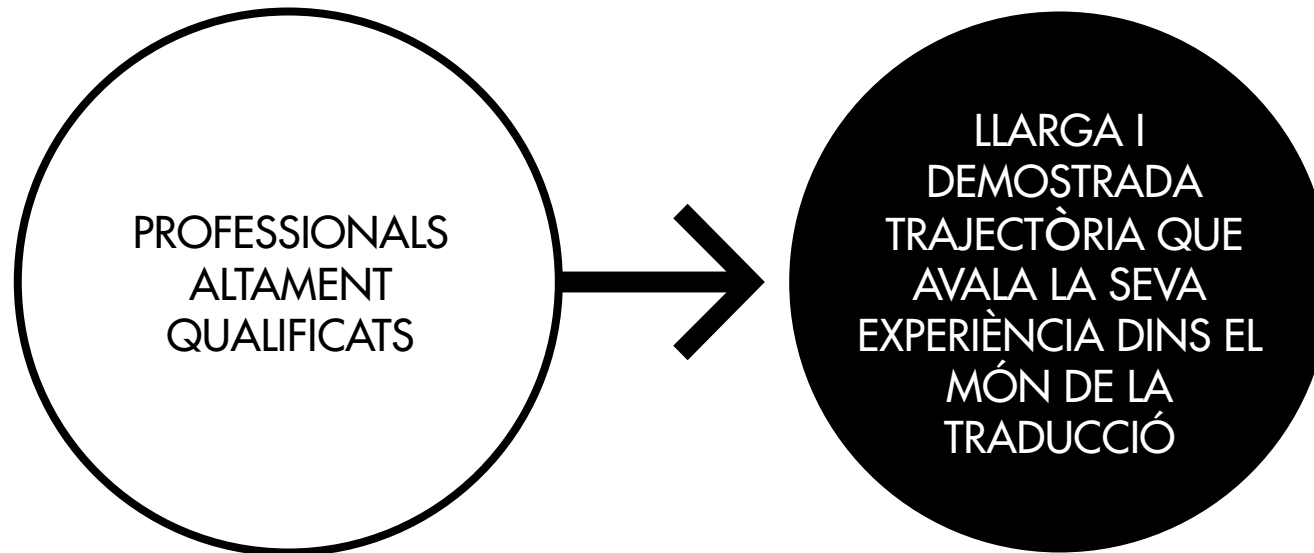 PROFESSIONALS
ALTAMENT
QUALIFICATS
LLARGA I
DEMOSTRADA
TRAJECTÒRIA QUE
AVALA LA SEVA
EXPERIÈNCIA DINS EL
MÓN DE LA
TRADUCCIÓ